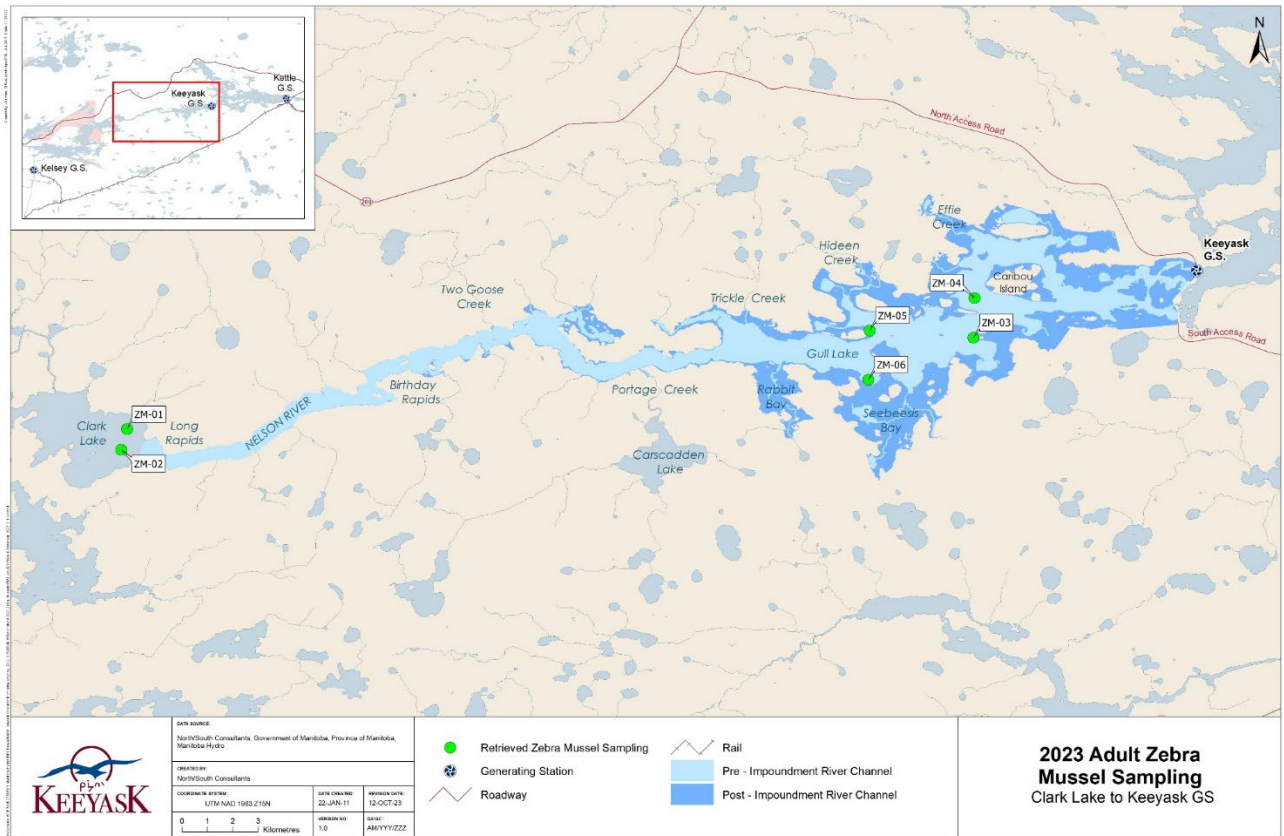 Keeyask
G.S.
Kettle
G.S.
Kelsey G.S.
N
North Access Road
Effie
Creek
Hideen
Creek
Keeyask
G.S.
Caribou
Island
ZM-04
Two Goose
Creek
Trickle Creek
ZM-05
ZM-03
South Access Road
Gull Lake
ZM-06
Birthday
Rapids
Portage Creek
Rabbit
Bay
Seebeesis
Bay
ZM-01
Clark
Lake
Long
Rapids
NELSON RIVER
ZM-02
Carscadden
Lake
KEEYASK
DATA SOURCE:
North/South Consultants, Government of Manitoba, Province of Manitoba,
Manitoba Hydro
CREATED BY:
North/South Consultants
COORDINATE SYSTEM:
UTM NAD 1983 Z15N
DATE CREATED:
22-JAN-11
REVISION DATE:
12-OCT-23
0 1 2 3 Kilometres
VERSION NO:
1.0
QA/QC:
AM/YYY/ZZZ
Retrieved Zebra Mussel Sampling
Generating Station
Roadway
Rail
Pre - Impoundment River Channel
Post - Impoundment River Channel
2023 Adult Zebra
Mussel Sampling
Clark Lake to Keeyask GS